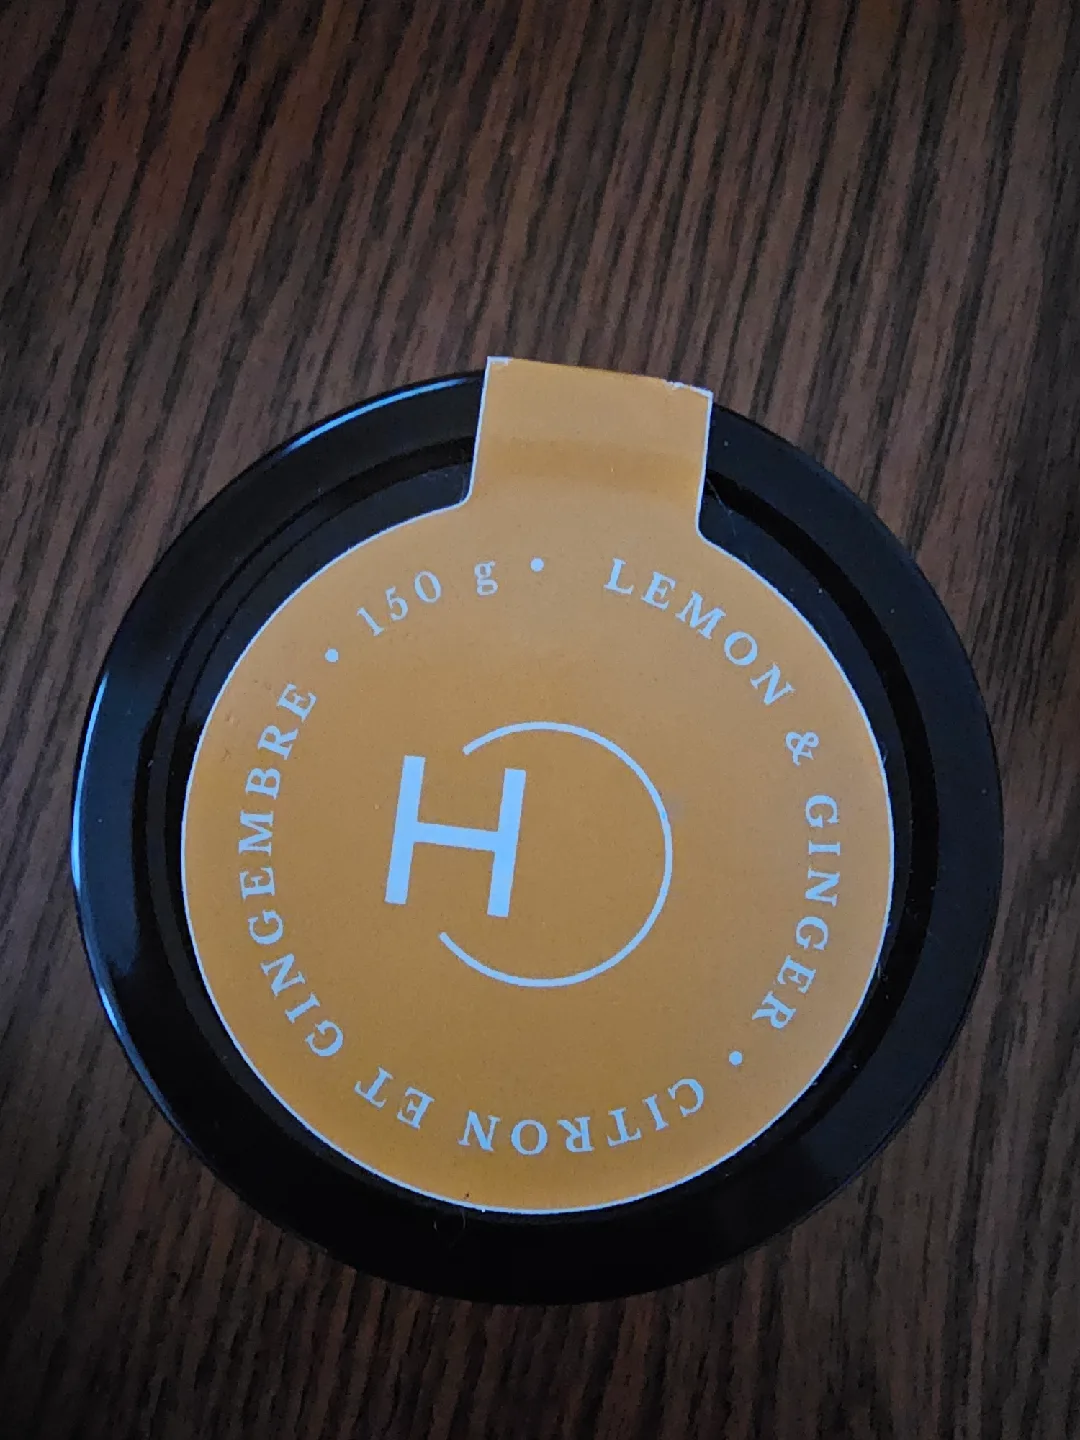 LEMON & GINGER • CITRON ET GINGEMBRE • 150 g •
H